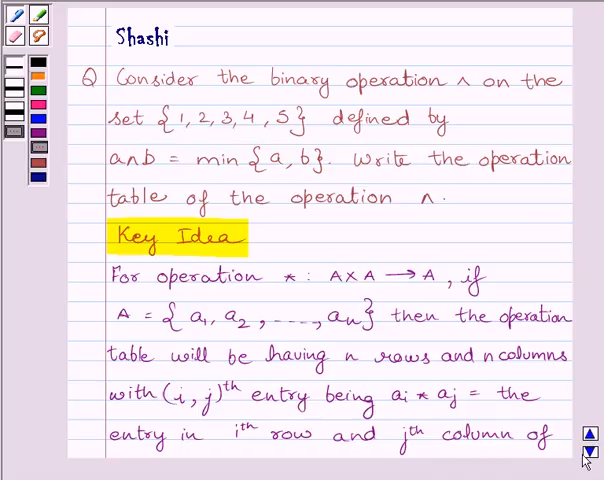 Shashi
Q Consider the binary operation ∧ on the
set {1, 2, 3, 4, 5} defined by
a∧b = min {a, b}. Write the operation
table of the operation ∧.
Key Idea
For operation * : A×A → A, if
A = {a₁, a₂, ----, aₙ} then the operation
table will be having n rows and n columns
with (i, j)ᵗʰ entry being aᵢ * aⱼ = the
entry in iᵗʰ row and jᵗʰ column of